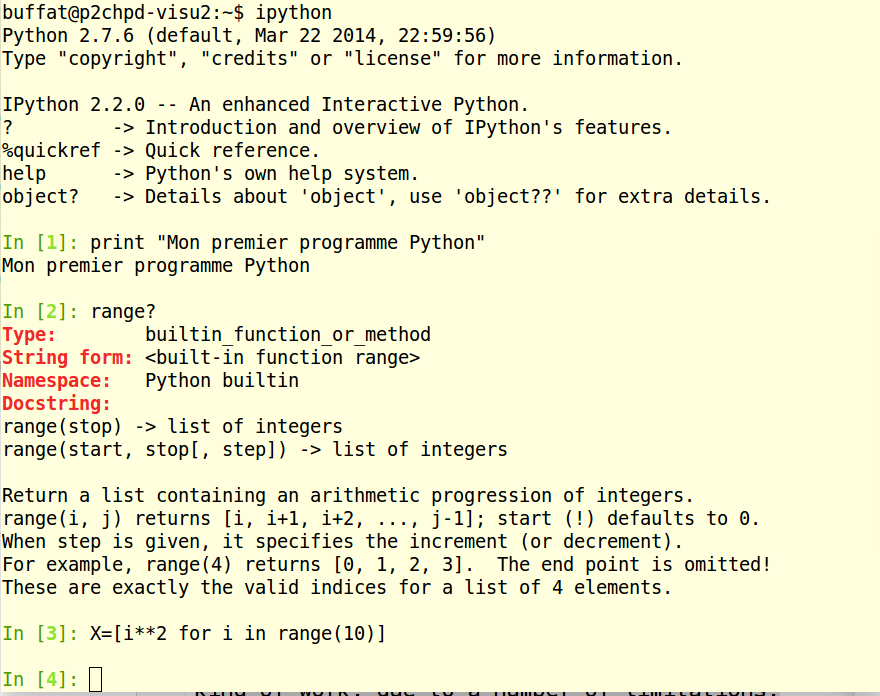 buffat@p2chpd-visu2:~$ ipython
Python 2.7.6 (default, Mar 22 2014, 22:59:56)
Type "copyright", "credits" or "license" for more information.
IPython 2.2.0 -- An enhanced Interactive Python.
?         -> Introduction and overview of IPython's features.
%quickref -> Quick reference.
help      -> Python's own help system.
object?   -> Details about 'object', use 'object??' for extra details.
In [1]: print "Mon premier programme Python"
Mon premier programme Python
In [2]: range?
Type:        builtin_function_or_method
String form: <built-in function range>
Namespace:   Python builtin
Docstring:
range(stop) -> list of integers
range(start, stop[, step]) -> list of integers
Return a list containing an arithmetic progression of integers.
range(i, j) returns [i, i+1, i+2, ..., j-1]; start (!) defaults to 0.
When step is given, it specifies the increment (or decrement).
For example, range(4) returns [0, 1, 2, 3].  The end point is omitted!
These are exactly the valid indices for a list of 4 elements.
In [3]: X=[i**2 for i in range(10)]
In [4]:
kind of work, due to a number of limitations.